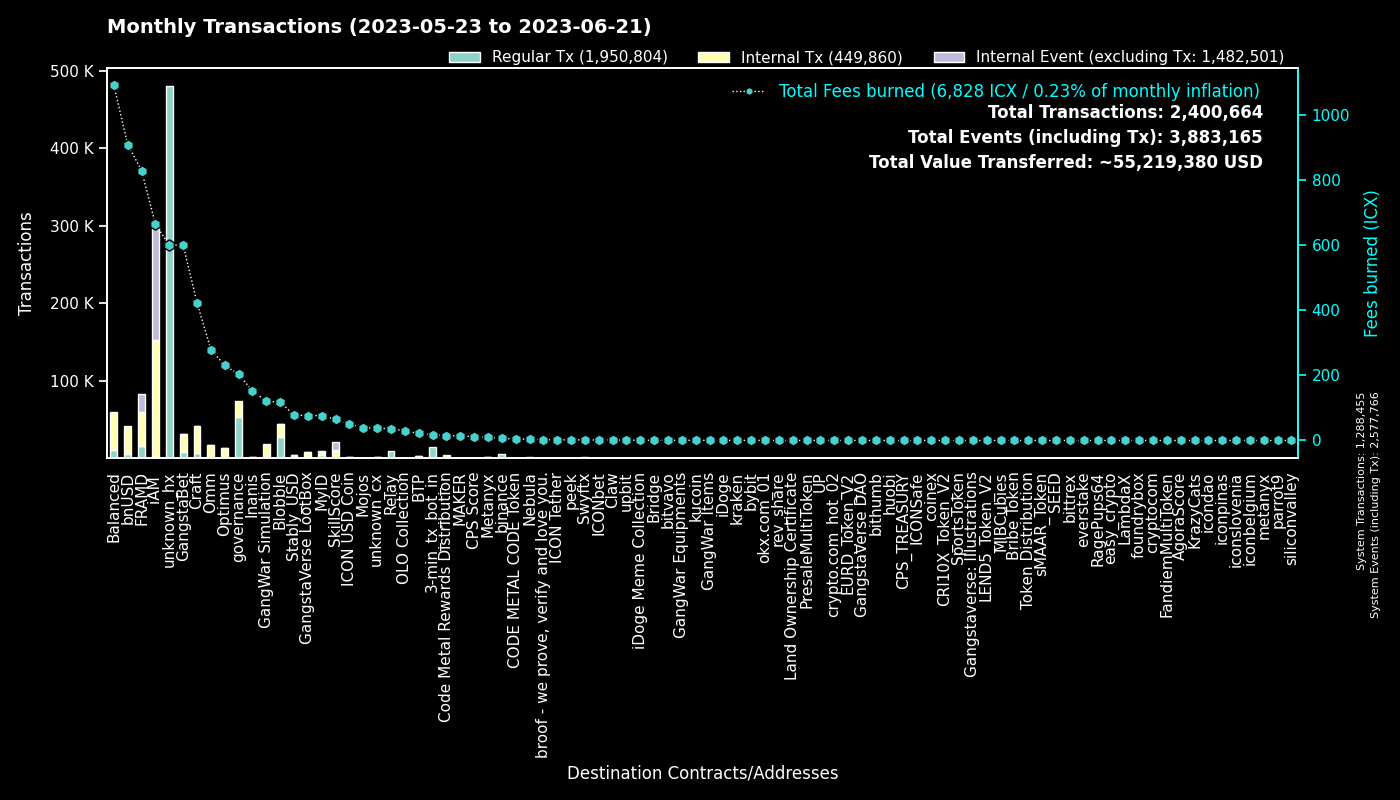 Monthly Transactions (2023-05-23 to 2023-06-21)
Regular Tx (1,950,804)
Internal Tx (449,860)
Internal Event (excluding Tx: 1,482,501)
Total Fees burned (6,828 ICX / 0.23% of monthly inflation)
Total Transactions: 2,400,664
Total Events (including Tx): 3,883,165
Total Value Transferred: ~55,219,380 USD
500 K
400 K
300 K
200 K
100 K
Transactions
1000
800
600
400
200
0
Fees burned (ICX)
System Transactions: 1,288,455
System Events (including Tx): 2,577,766
Balanced
bnUSD
FRAMD
IAM
unknown_hx
GangstaBet
Craft
Omm
Optimus
governance
Inanis
GangWar Simulation
Blobble
Stably_USD
GangstaVerse LootBox
MyID
SkillScore
ICON USD Coin
Mojos
unknown_cx
ReTay
OLO Collection
BTP
3-min_tx_bot_in
Code Metal Rewards Distribution
MAKER
CPS Score
Metanyx
binance
CODE METAL CODE Token
Nebula
broof - we prove, verify and love you.
ICON Tether
peek
Swyftx
ICONbet
Claw
upbit
iDoge Meme Collection
Bridge
bitvavo
GangWar Equipments
kucoin
GangWar Items
iDoge
kraken
bybit
okx.com_01
rev_share
Land Ownership Certificate
PresaleMultiToken
UP
crypto.com_hot_02
EURD_Token_V2
GangstaVerse DAO
bithumb
huobi
CPS_TREASURY
_ICONSafe
coinex
CRI10X_Token_V2
SportsToken
Gangstaverse: Illustrations
LEND5_Token_V2
MIBCubies
Bribe Token
Token Distribution
sMAAR_Token
_SEED
bittrex
everstake
RagePups64
easy_crypto
LambdaX
foundrybox
cryptocom
FandiemMultiToken
AgoraScore
KrazyCats
icondao
iconpinas
iconslovenia
iconbelgium
metanyx
parrot9
siliconvalley
Destination Contracts/Addresses